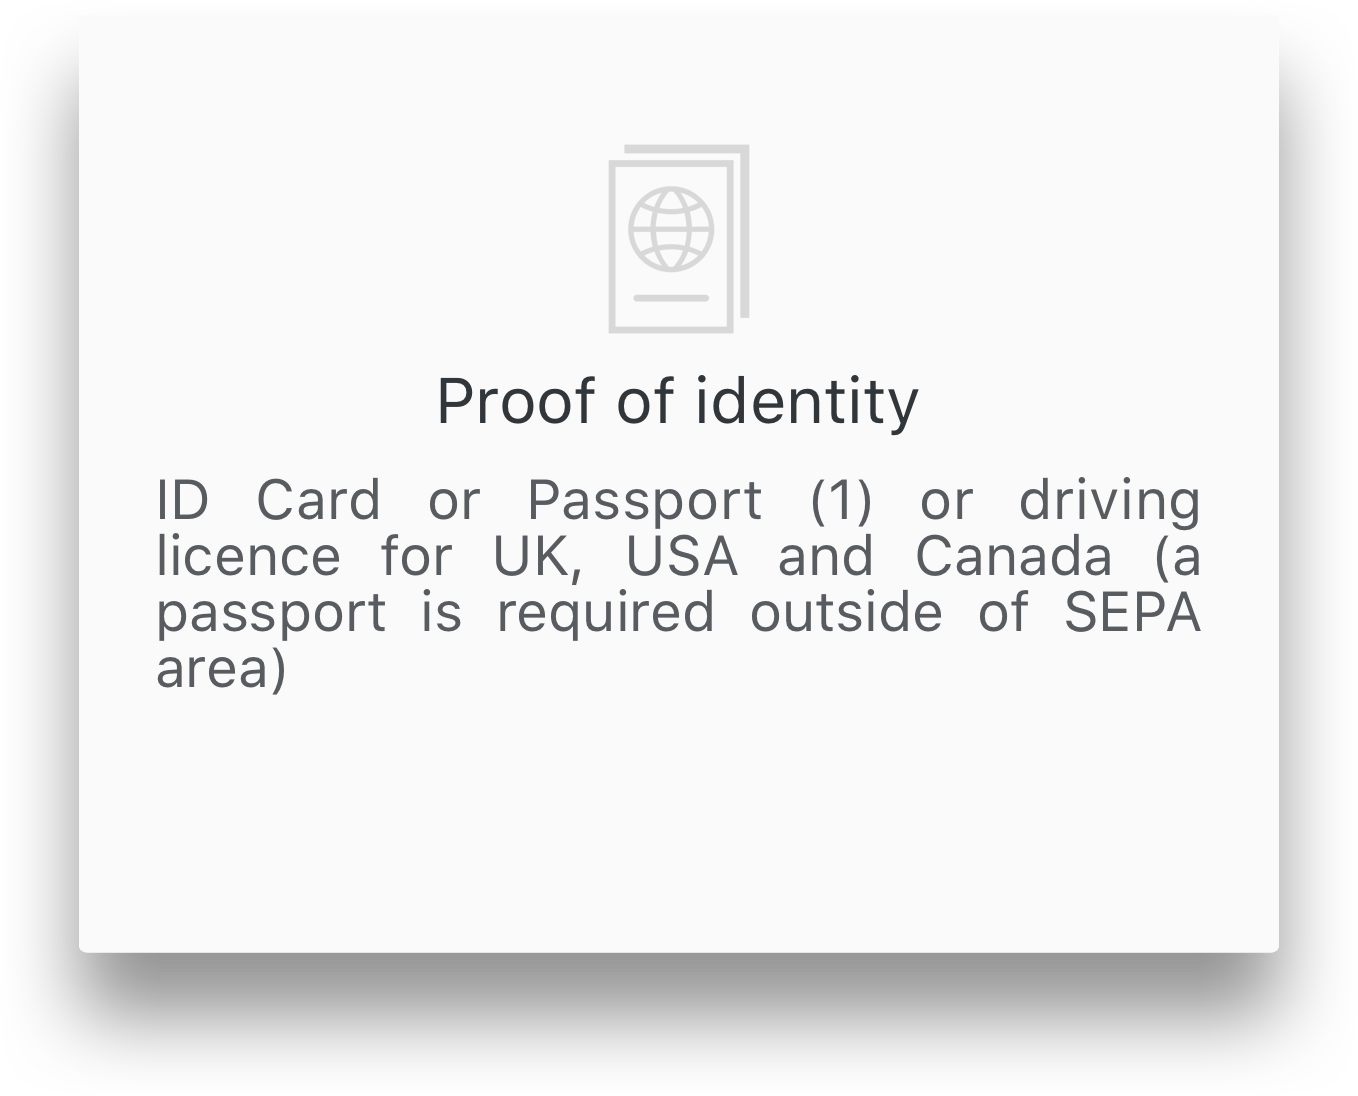 Proof of identity
ID Card or Passport (1) or driving
licence for UK, USA and Canada (a
passport is required outside of SEPA
area)